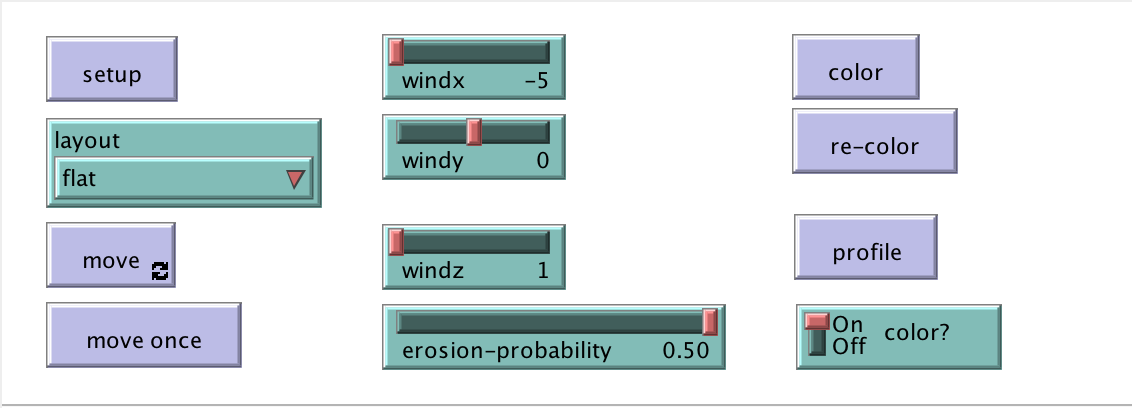 setup
layout
flat
move
move once
windx -5
windy 0
windz 1
erosion-probability 0.50
color
re-color
profile
On
Off
color?